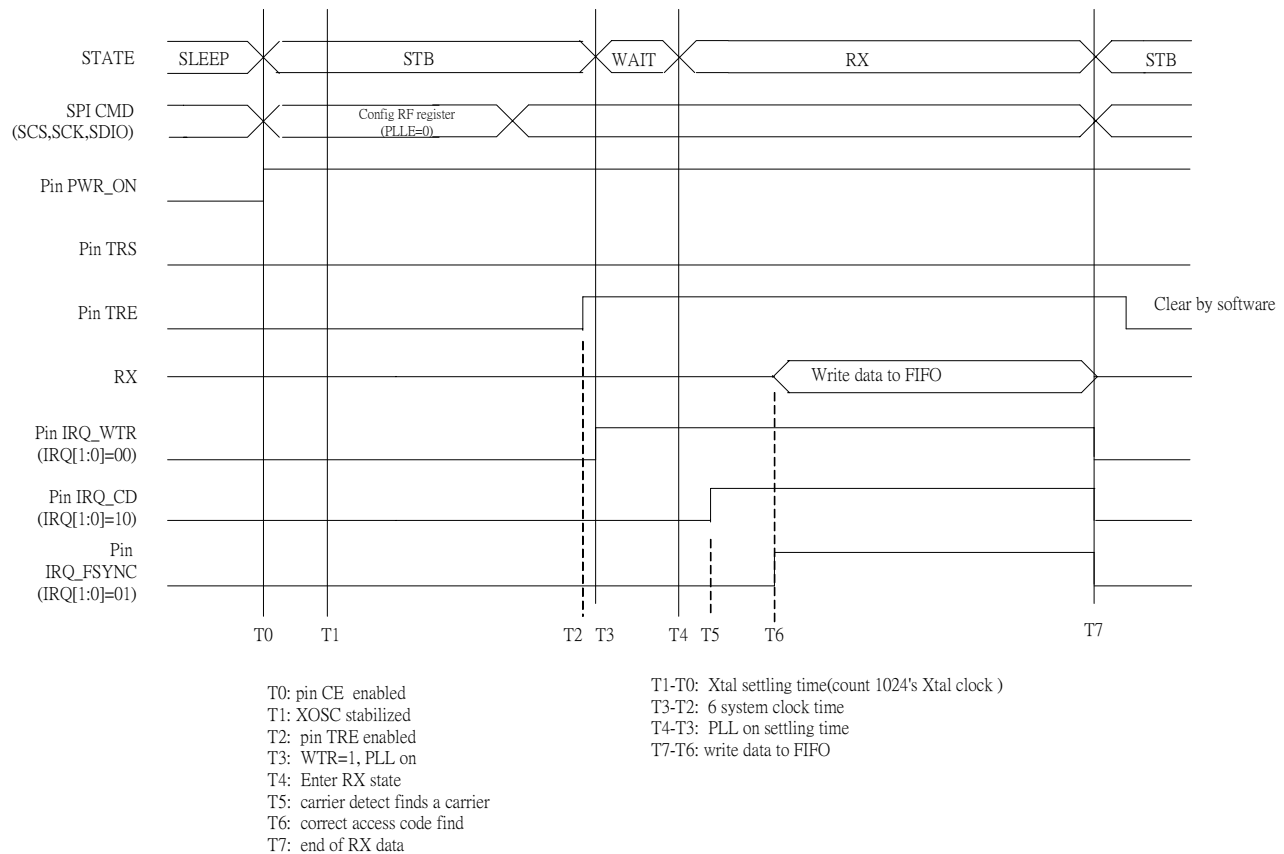 STATE
SLEEP
STB
WAIT
RX
STB
SPI CMD
(SCS,SCK,SDIO)
Config RF register
(PLLE=0)
Pin PWR_ON
Pin TRS
Pin TRE
Clear by software
RX
Write data to FIFO
Pin IRQ_WTR
(IRQ[1:0]=00)
Pin IRQ_CD
(IRQ[1:0]=10)
Pin
IRQ_FSYNC
(IRQ[1:0]=01)
T0
T1
T2
T3
T4
T5
T6
T7
T0: pin CE enabled
T1: XOSC stabilized
T2: pin TRE enabled
T3: WTR=1, PLL on
T4: Enter RX state
T5: carrier detect finds a carrier
T6: correct access code find
T7: end of RX data
T1-T0: Xtal settling time(count 1024's Xtal clock )
T3-T2: 6 system clock time
T4-T3: PLL on settling time
T7-T6: write data to FIFO